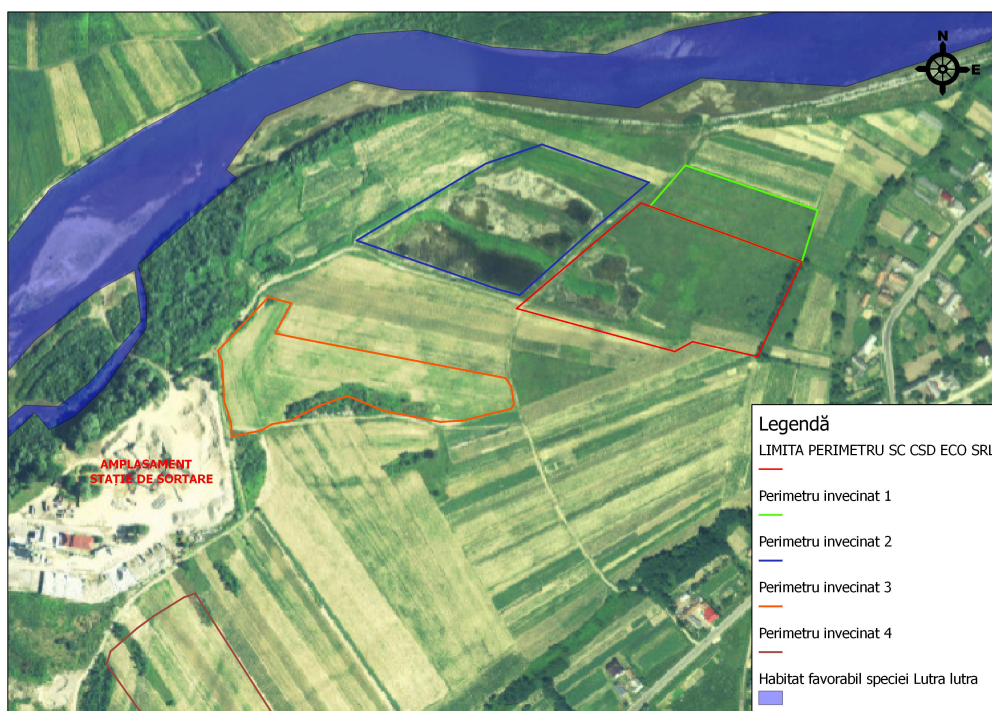 N
E
AMPLASAMENT
STAȚIE DE SORTARE
Legendă
LIMITA PERIMETRU SC CSD ECO SRL
Perimetru invecinat 1
Perimetru invecinat 2
Perimetru invecinat 3
Perimetru invecinat 4
Habitat favorabil speciei Lutra lutra